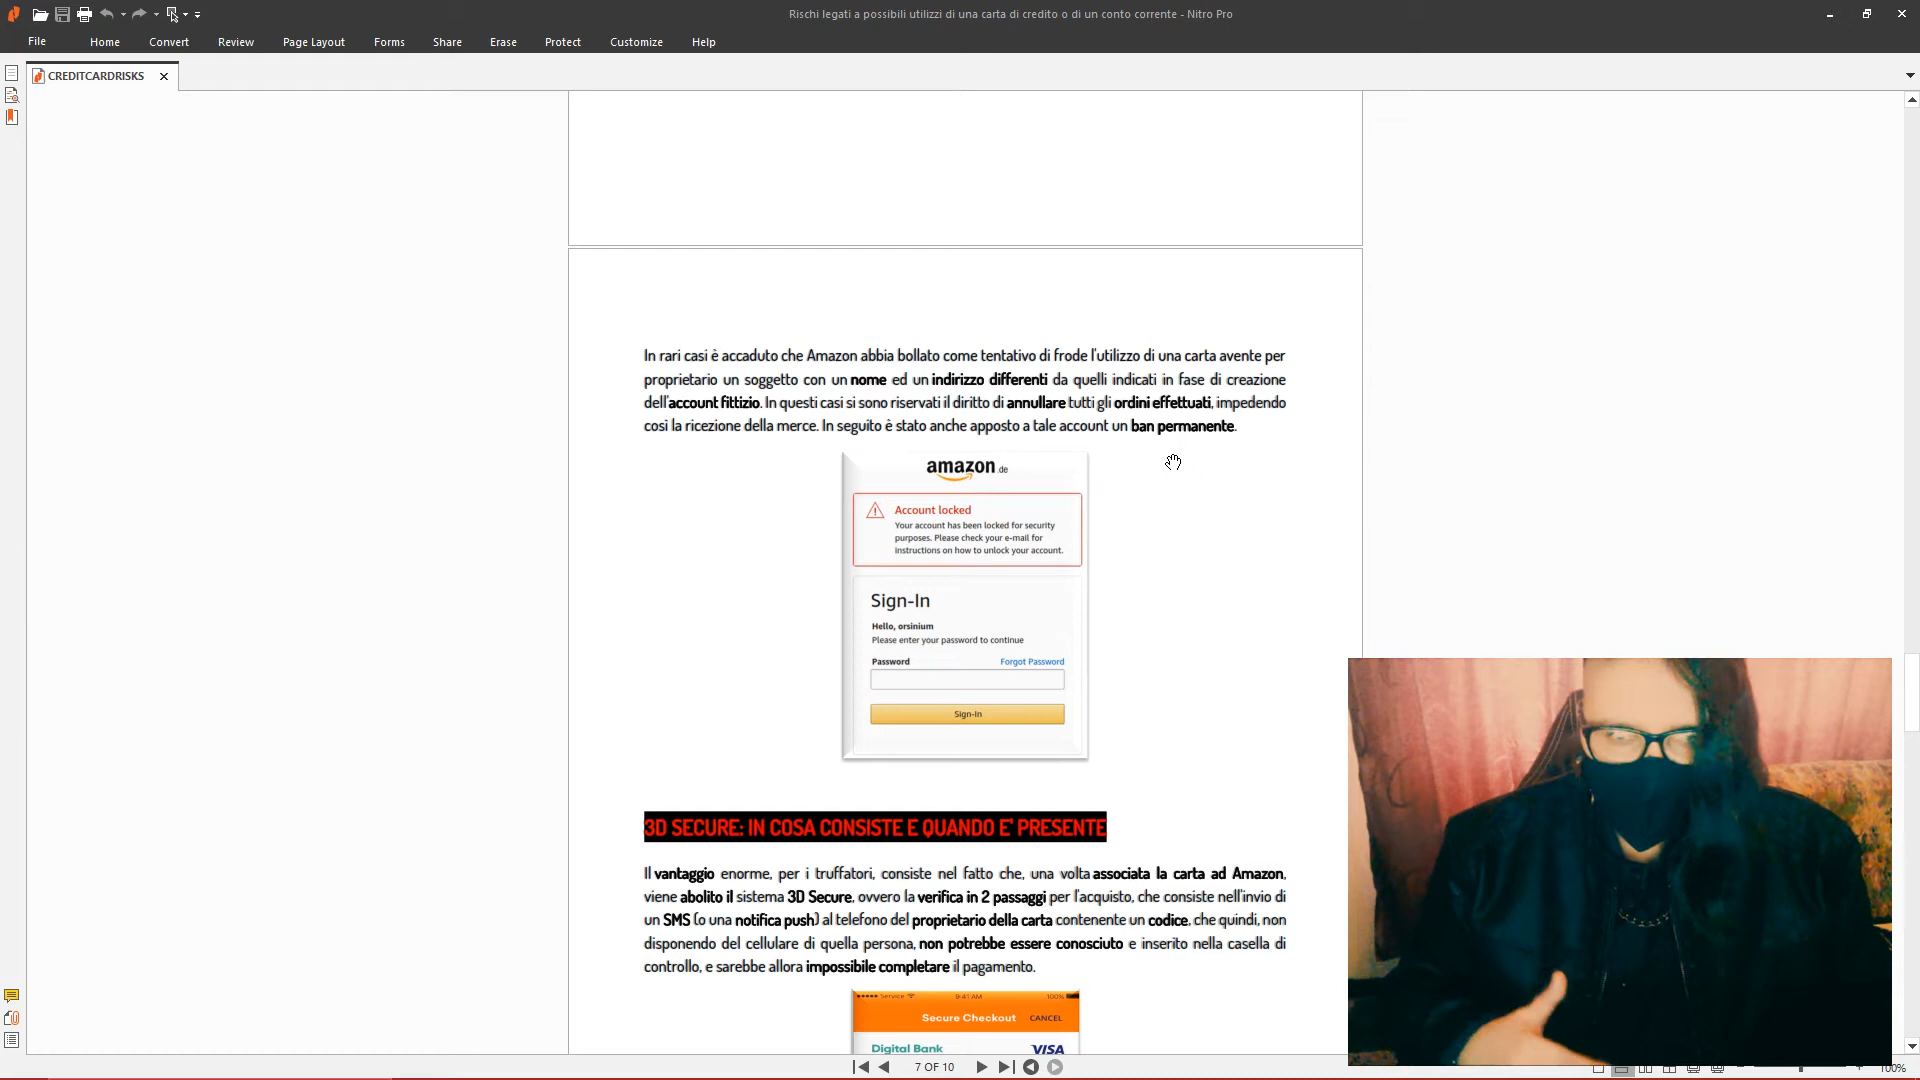 Rischi legati a possibili utilizzi di una carta di credito o di un conto corrente - Nitro Pro
File Home Convert Review Page Layout Forms Share Erase Protect Customize Help
CREDITCARDRISKS
In rari casi è accaduto che Amazon abbia bollato come tentativo di frode l'utilizzo di una carta avente per
proprietario un soggetto con un nome ed un indirizzo differenti da quelli indicati in fase di creazione
dell'account fittizio. In questi casi si sono riservati il diritto di annullare tutti gli ordini effettuati, impedendo
cosi la ricezione della merce. In seguito è stato anche apposto a tale account un ban permanente.
amazon.de
Account locked
Your account has been locked for security
purposes. Please check your e-mail for
instructions on how to unlock your account.
Sign-In
Hello, orsinium
Please enter your password to continue
Password Forgot Password
Sign-In
3D SECURE: IN COSA CONSISTE E QUANDO E' PRESENTE
Il vantaggio enorme, per i truffatori, consiste nel fatto che, una volta associata la carta ad Amazon,
viene abolito il sistema 3D Secure, ovvero la verifica in 2 passaggi per l'acquisto, che consiste nell'invio di
un SMS (o una notifica push) al telefono del proprietario della carta contenente un codice, che quindi, non
disponendo del cellulare di quella persona, non potrebbe essere conosciuto e inserito nella casella di
controllo, e sarebbe allora impossibile completare il pagamento.
Service 9:41 AM 100%
Secure Checkout CANCEL
Digital Bank VISA
7 OF 10
100%